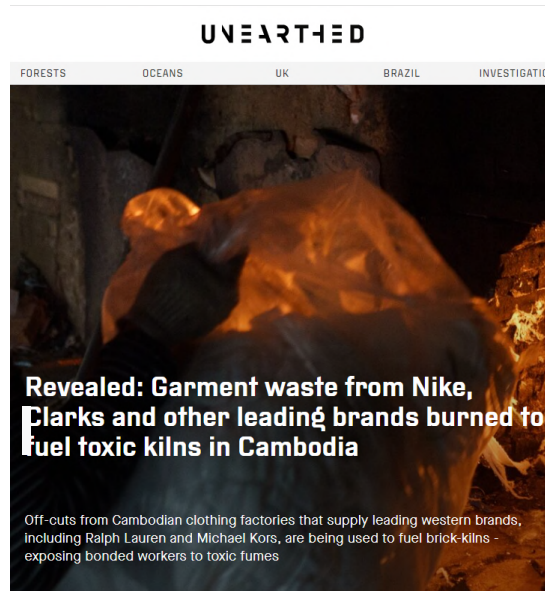 UNEARTHED
FORESTS OCEANS UK BRAZIL INVESTIGATIO
Revealed: Garment waste from Nike,
Clarks and other leading brands burned to
fuel toxic kilns in Cambodia
Off-cuts from Cambodian clothing factories that supply leading western brands,
including Ralph Lauren and Michael Kors, are being used to fuel brick-kilns -
exposing bonded workers to toxic fumes